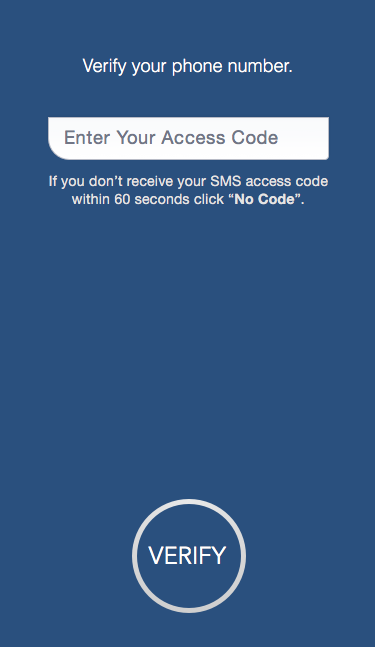 Verify your phone number.
Enter Your Access Code
If you don’t receive your SMS access code
within 60 seconds click “No Code”.
VERIFY